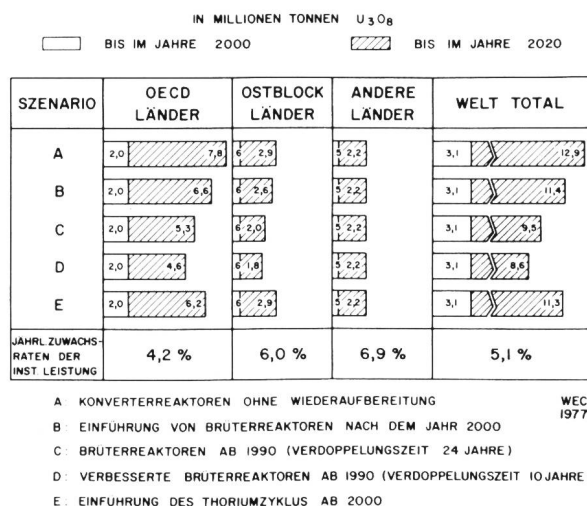 IN MILLIONEN TONNEN U3O8
BIS IM JAHRE 2000 BIS IM JAHRE 2020
SZENARIO OECD LÄNDER OSTBLOCK LÄNDER ANDERE LÄNDER WELT TOTAL
A 2,0 7,8 6 2,9 5 2,2 3,1 12,9
B 2,0 6,6 6 2,6 5 2,2 3,1 11,4
C 2,0 5,3 6 2,0 5 2,2 3,1 9,5
D 2,0 4,6 6 1,8 5 2,2 3,1 8,6
E 2,0 6,2 6 2,9 5 2,2 3,1 11,3
JÄHRL. ZUWACHS-
RATEN DER
INST. LEISTUNG
4,2 % 6,0 % 6,9 % 5,1 %
A: KONVERTERREAKTOREN OHNE WIEDERAUFBEREITUNG WEC
1977
B: EINFÜHRUNG VON BRÜTERREAKTOREN NACH DEM JAHR 2000
C: BRÜTERREAKTOREN AB 1990 (VERDOPPELUNGSZEIT 24 JAHRE)
D: VERBESSERTE BRÜTERREAKTOREN AB 1990 (VERDOPPELUNGSZEIT 10 JAHRE
E: EINFÜHRUNG DES THORIUMZYKLUS AB 2000